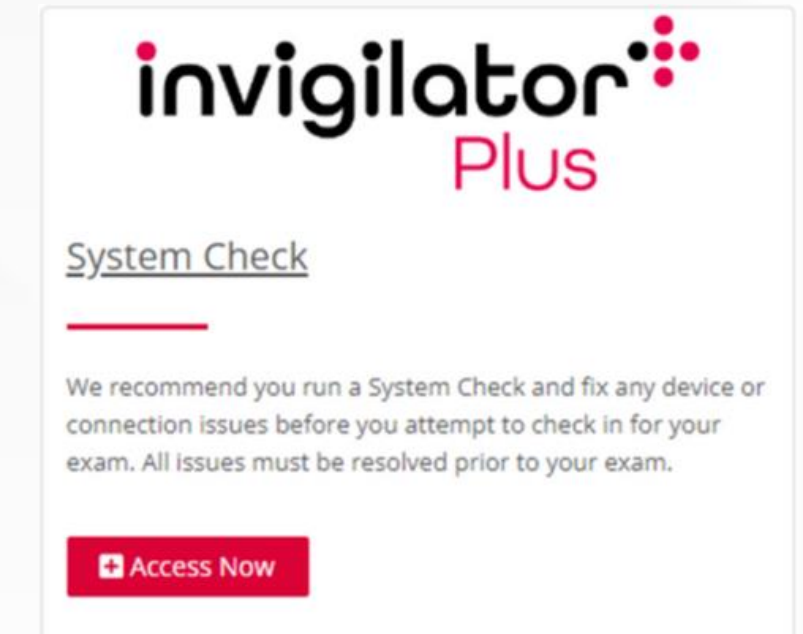 invigilator
Plus
System Check
We recommend you run a System Check and fix any device or
connection issues before you attempt to check in for your
exam. All issues must be resolved prior to your exam.
Access Now